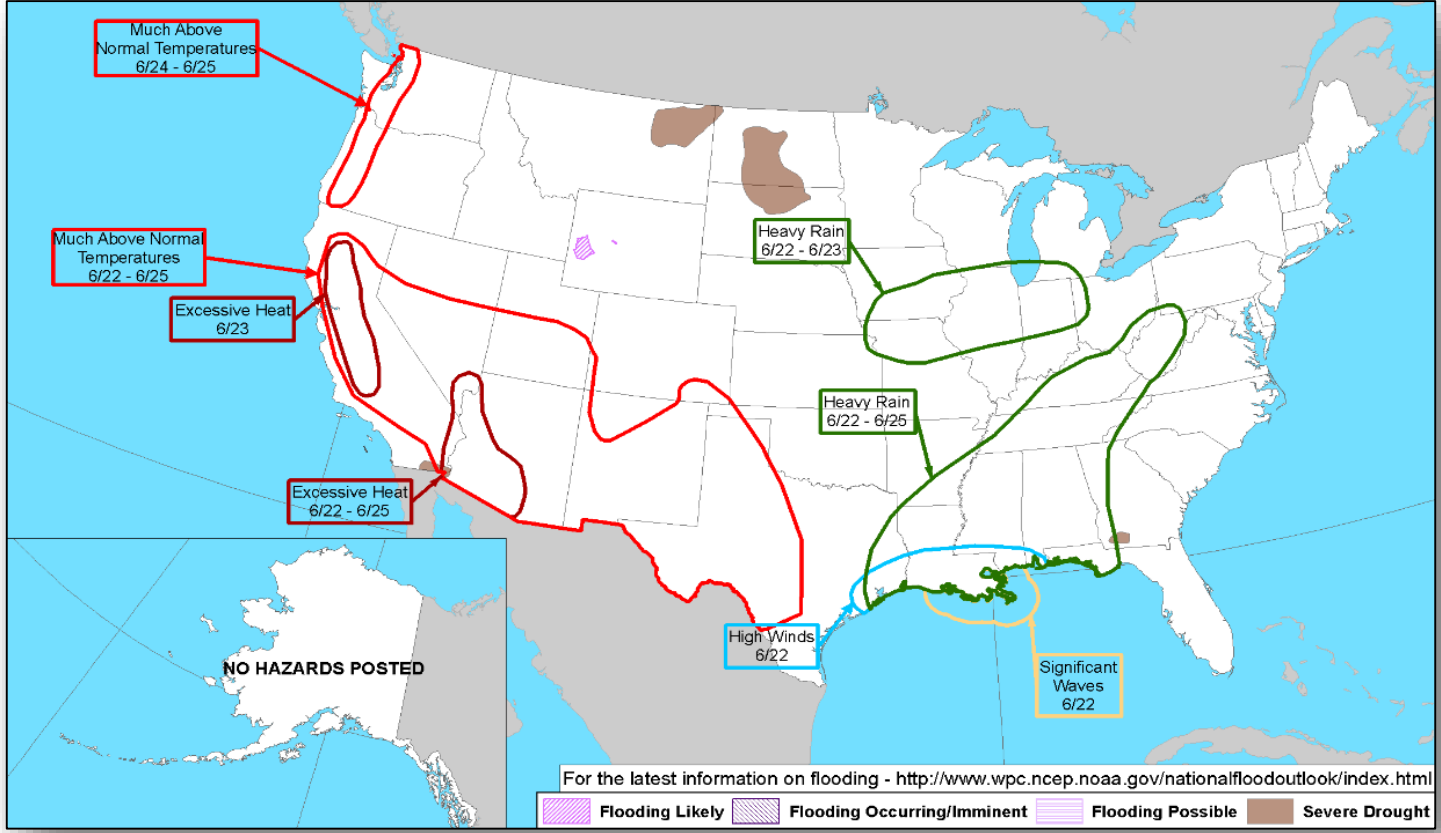 Much Above
Normal Temperatures
6/24 - 6/25
Much Above Normal
Temperatures
6/22 - 6/25
Excessive Heat
6/23
Heavy Rain
6/22 - 6/23
Heavy Rain
6/22 - 6/25
Excessive Heat
6/22 - 6/25
High Winds
6/22
Significant
Waves
6/22
NO HAZARDS POSTED
For the latest information on flooding - http://www.wpc.ncep.noaa.gov/nationalfloodoutlook/index.html
Flooding Likely Flooding Occurring/Imminent Flooding Possible Severe Drought